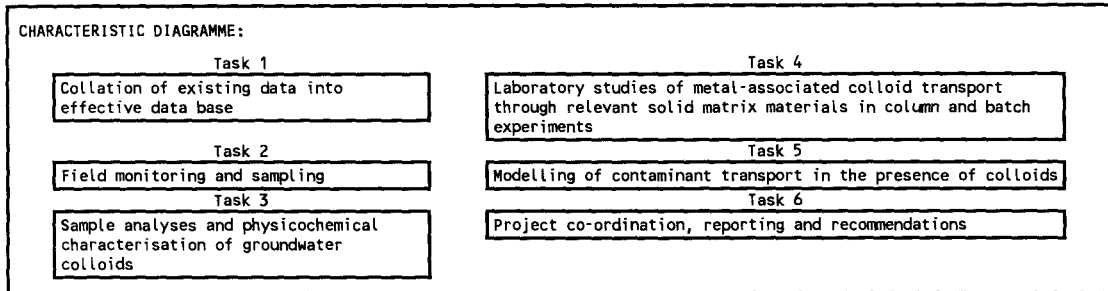 CHARACTERISTIC DIAGRAMME:
Task 1
Collation of existing data into
effective data base
Task 2
Field monitoring and sampling
Task 3
Sample analyses and physicochemical
characterisation of groundwater
colloids
Task 4
Laboratory studies of metal-associated colloid transport
through relevant solid matrix materials in column and batch
experiments
Task 5
Modelling of contaminant transport in the presence of colloids
Task 6
Project co-ordination, reporting and recommendations